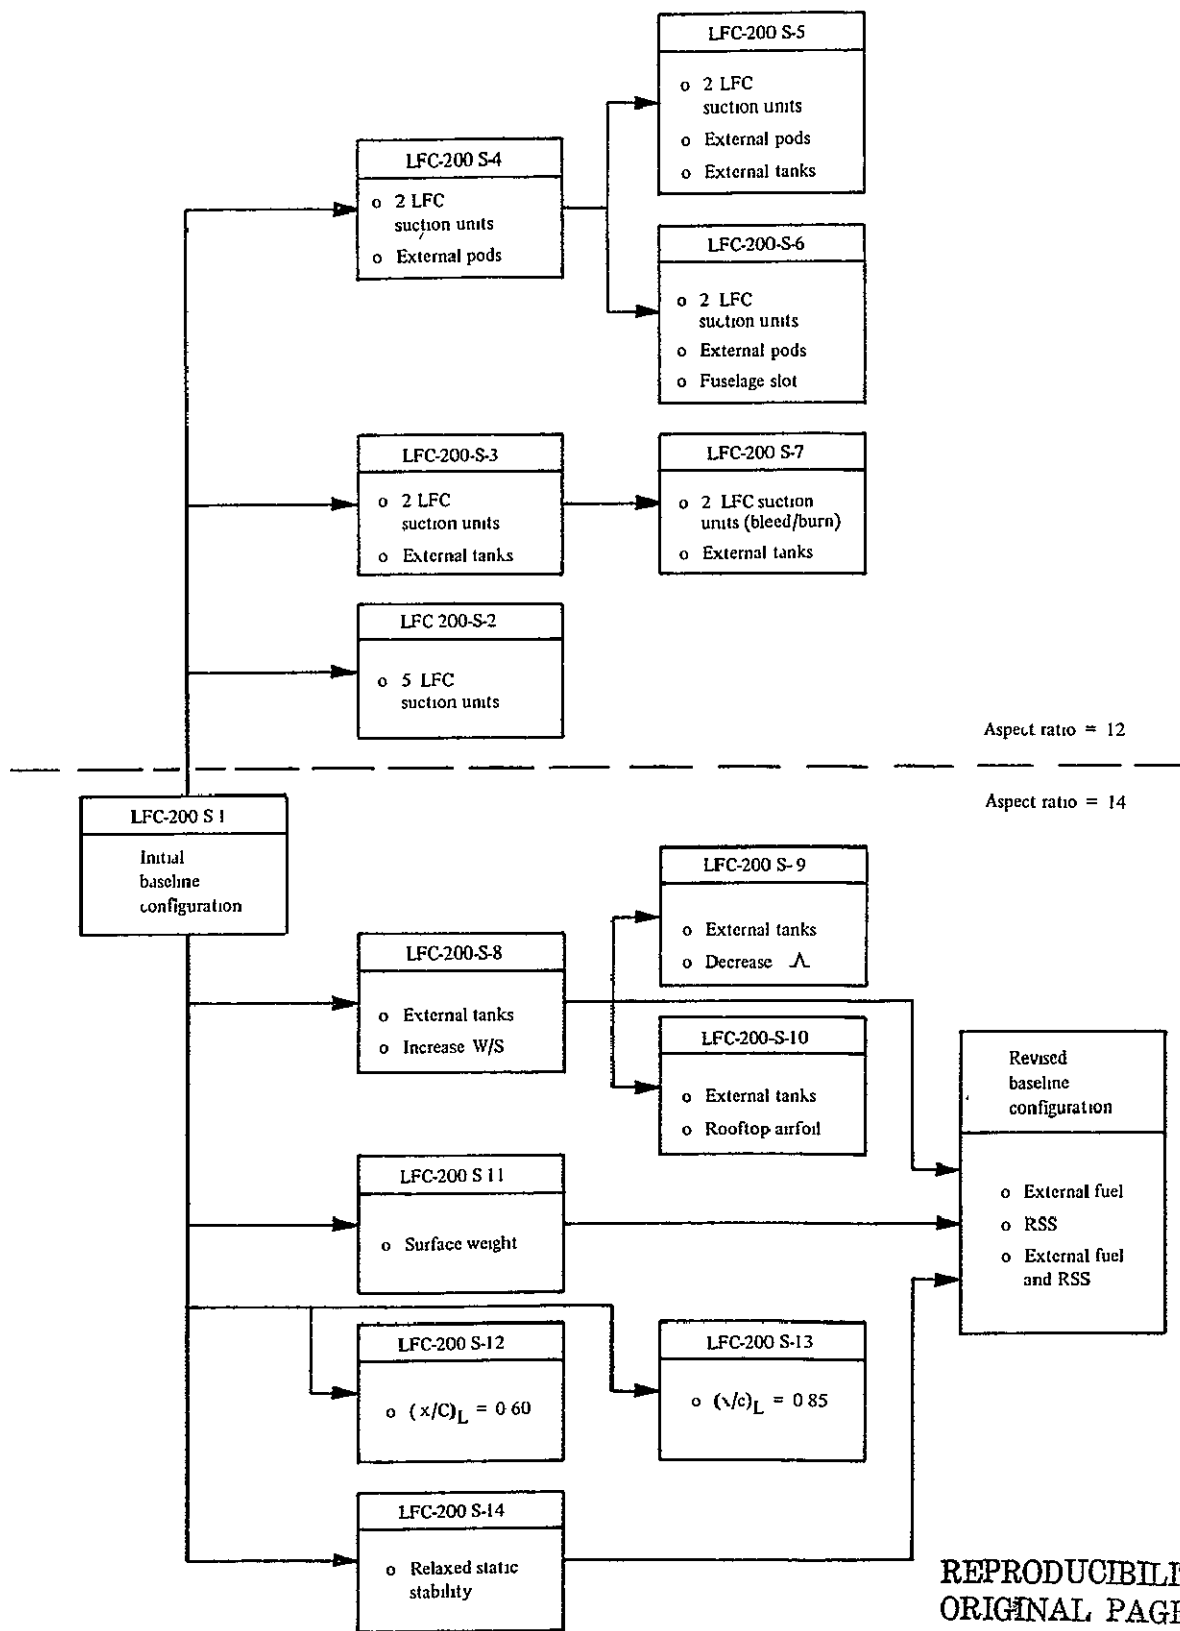 LFC-200 S-5
o 2 LFC
suction units
o External pods
o External tanks
LFC-200 S-4
o 2 LFC
suction units
o External pods
LFC-200-S-6
o 2 LFC
suction units
o External pods
o Fuselage slot
LFC-200-S-3
o 2 LFC
suction units
o External tanks
LFC-200 S-7
o 2 LFC suction
units (bleed/burn)
o External tanks
LFC 200-S-2
o 5 LFC
suction units
Aspect ratio = 12
Aspect ratio = 14
LFC-200 S 1
Initial
baseline
configuration
LFC-200 S-9
o External tanks
o Decrease Λ
LFC-200-S-8
o External tanks
o Increase W/S
LFC-200-S-10
o External tanks
o Rooftop airfoil
Revised
baseline
configuration
o External fuel
o RSS
o External fuel
and RSS
LFC-200 S 11
o Surface weight
LFC-200 S-12
o (x/C)L = 0 60
LFC-200 S-13
o (x/c)L = 0 85
LFC-200 S-14
o Relaxed static
stability
REPRODUCIBILI
ORIGINAL PAGE